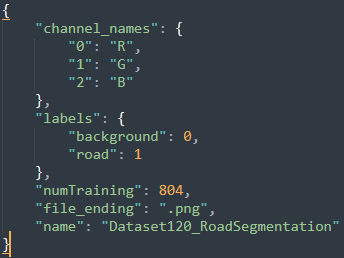 {
    "channel_names": {
        "0": "R",
        "1": "G",
        "2": "B"
    },
    "labels": {
        "background": 0,
        "road": 1
    },
    "numTraining": 804,
    "file_ending": ".png",
    "name": "Dataset120_RoadSegmentation"
}